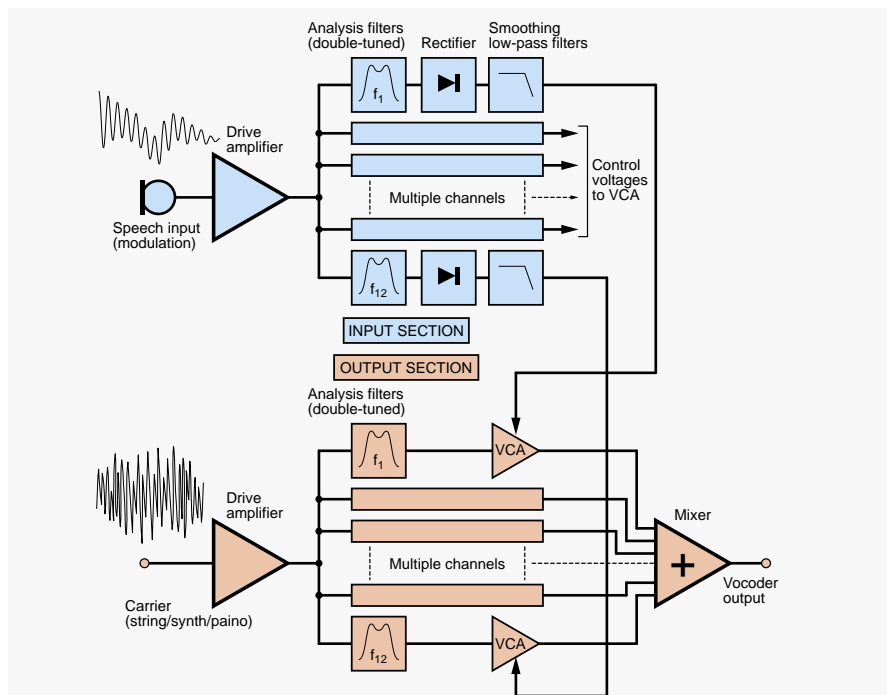 Analysis filters
(double-tuned)
Rectifier
Smoothing
low-pass filters
f1
Drive
amplifier
Control
voltages
to VCA
Multiple channels
Speech input
(modulation)
f12
INPUT SECTION
OUTPUT SECTION
Analysis filters
(double-tuned)
f1
VCA
Drive
amplifier
Mixer
Multiple channels
+
Carrier
(string/synth/paino)
Vocoder
output
f12
VCA